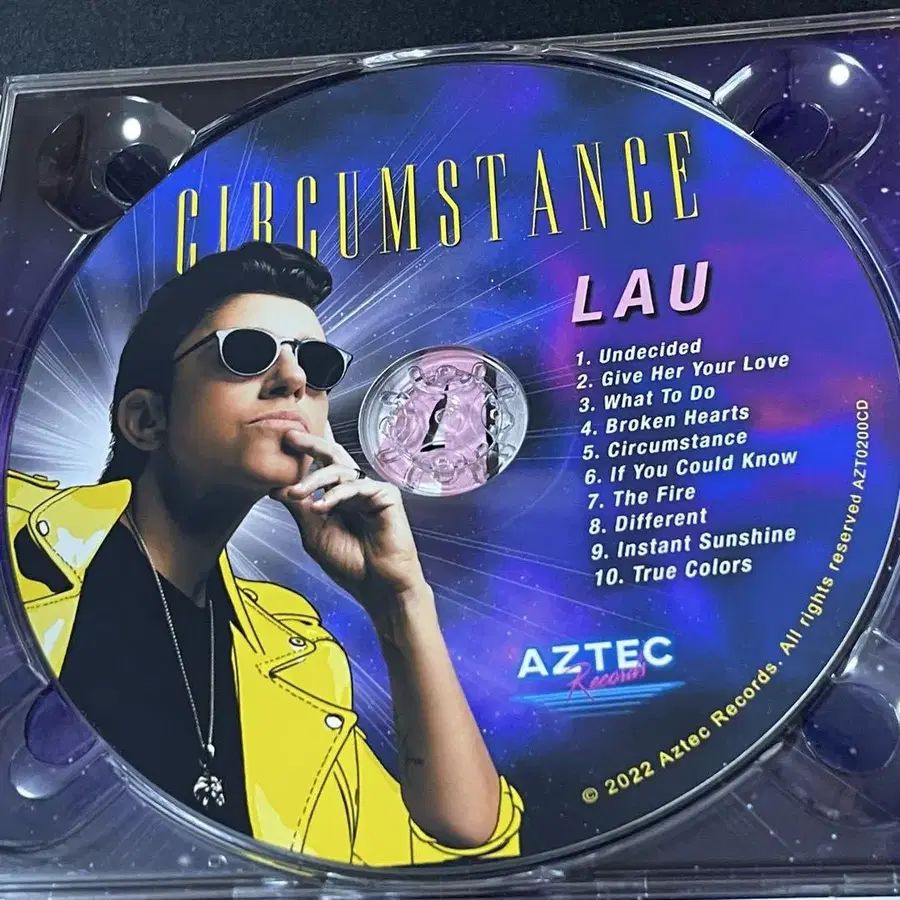 CIRCUMSTANCE
LAU
1. Undecided
2. Give Her Your Love
3. What To Do
4. Broken Hearts
5. Circumstance
6. If You Could Know
7. The Fire
8. Different
9. Instant Sunshine
10. True Colors
AZTEC
Records
© 2022 Aztec Records. All rights reserved AZT0200CD